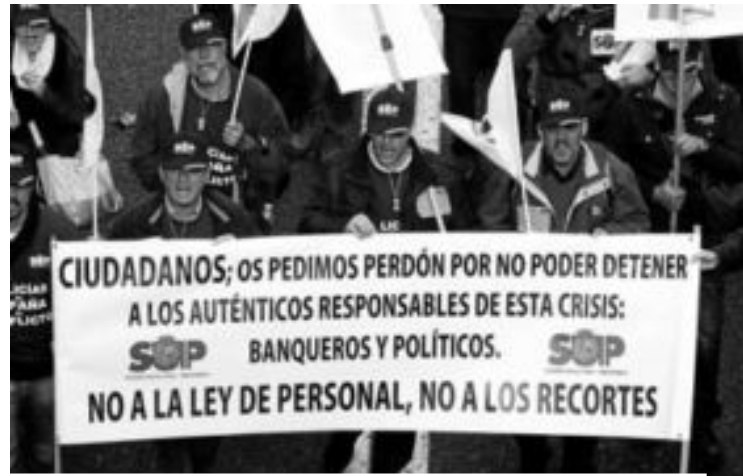 CIUDADANOS; OS PEDIMOS PERDÓN POR NO PODER DETENER
A LOS AUTÉNTICOS RESPONSABLES DE ESTA CRISIS:
SUP BANQUEROS Y POLÍTICOS. SUP
NO A LA LEY DE PERSONAL, NO A LOS RECORTES